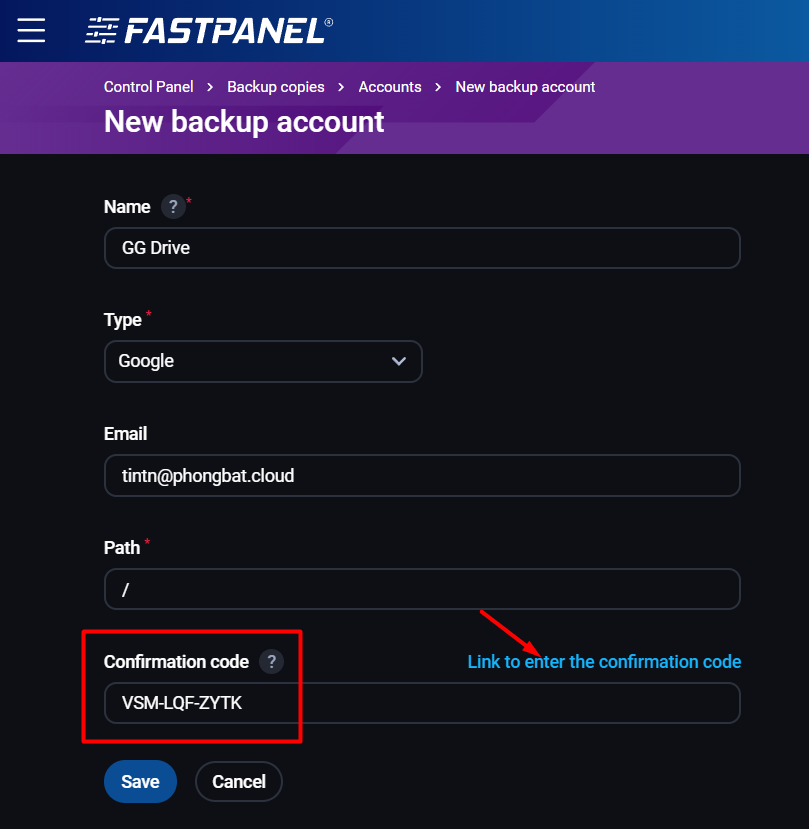 FASTPANEL®
Control Panel > Backup copies > Accounts > New backup account
New backup account
Name ? *
GG Drive
Type *
Google
Email
tintn@phongbat.cloud
Path *
/
Confirmation code ? Link to enter the confirmation code
VSM-LQF-ZYTK
Save Cancel